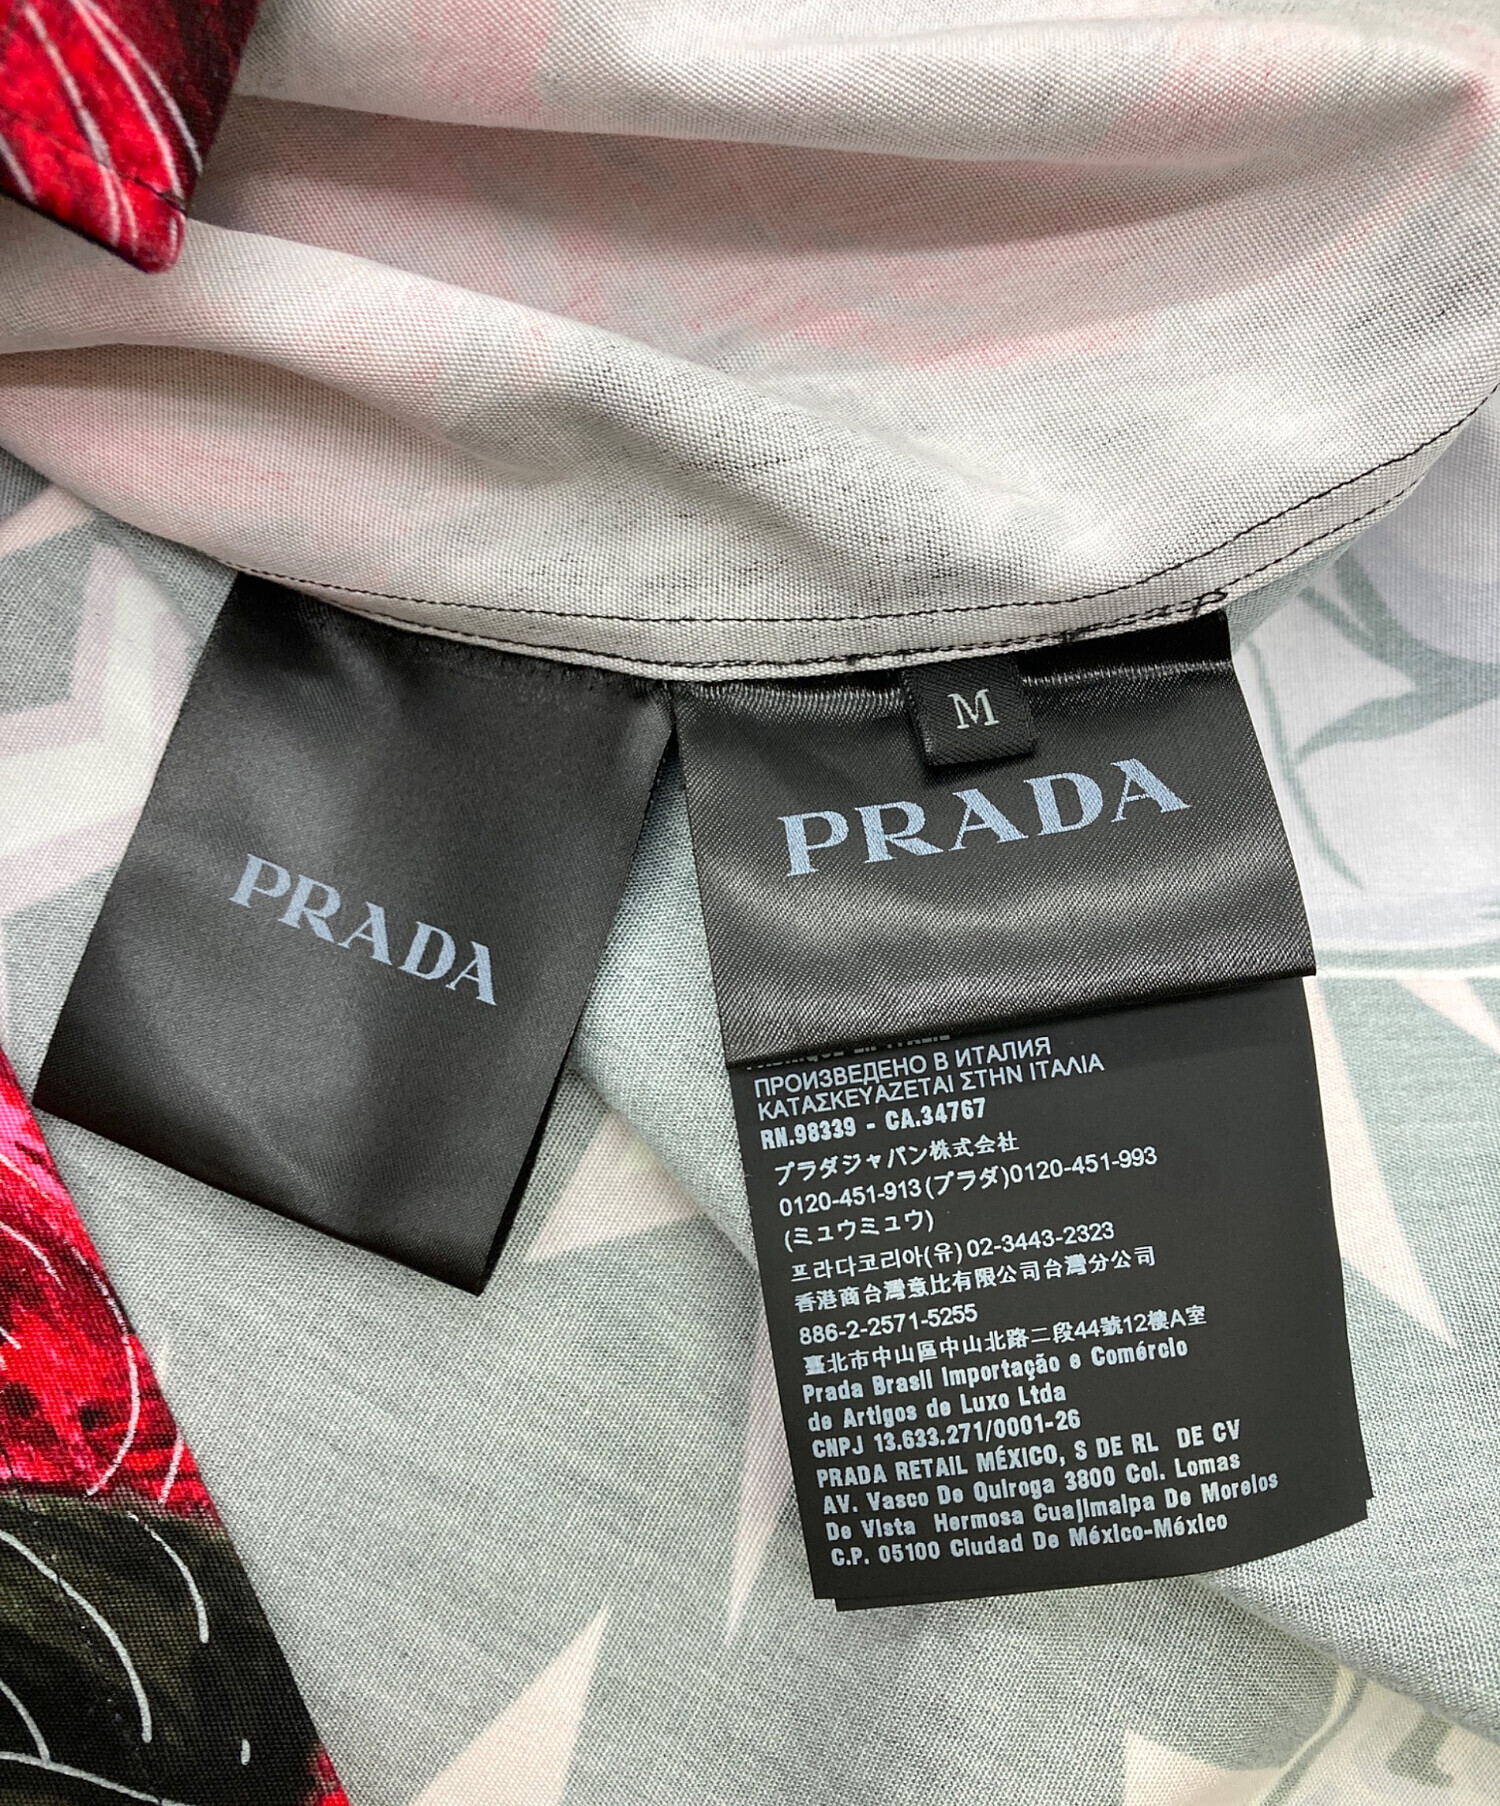 M
PRADA
PRADA
ПРОИЗВЕДЕНО В ИТАЛИЯ
ΚΑΤΑΣΚΕΥΑΖΕΤΑΙ ΣΤΗΝ ΙΤΑΛΙΑ
RN.98339 - CA.34767
プラダジャパン株式会社
0120-451-913(プラダ)0120-451-993
(ミュウミュウ)
프라다코리아(유) 02-3443-2323
香港商台灣意比有限公司台灣分公司
886-2-2571-5255
臺北市中山區中山北路二段44號12樓A室
Prada Brasil Importação e Comércio
de Artigos de Luxo Ltda
CNPJ 13.633.271/0001-26
PRADA RETAIL MÉXICO, S DE RL DE CV
AV. Vasco De Quiroga 3800 Col. Lomas
De Vista Hermosa Cuajimalpa De Morelos
C.P. 05100 Ciudad De México-México